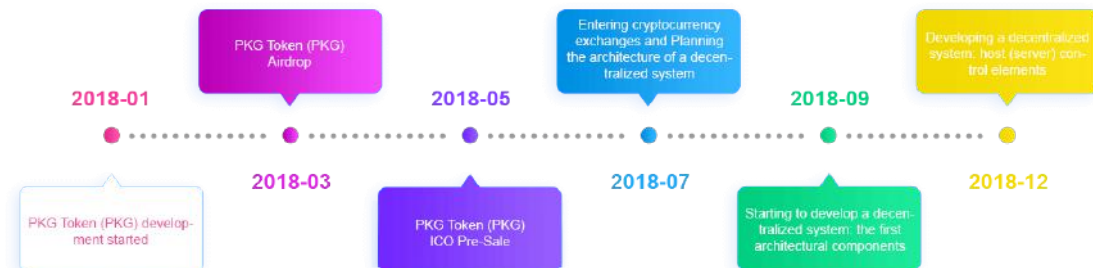 PKG Token (PKG)
Airdrop
Entering cryptocurrency
exchanges and Planning
the architecture of a decen-
tralized system
Developing a decentralized
system: host (server) con-
trol elements
2018-01
2018-05
2018-09
2018-03
2018-07
2018-12
PKG Token (PKG) develop-
ment started
PKG Token (PKG)
ICO Pre-Sale
Starting to develop a decen-
tralized system: the first
architectural components